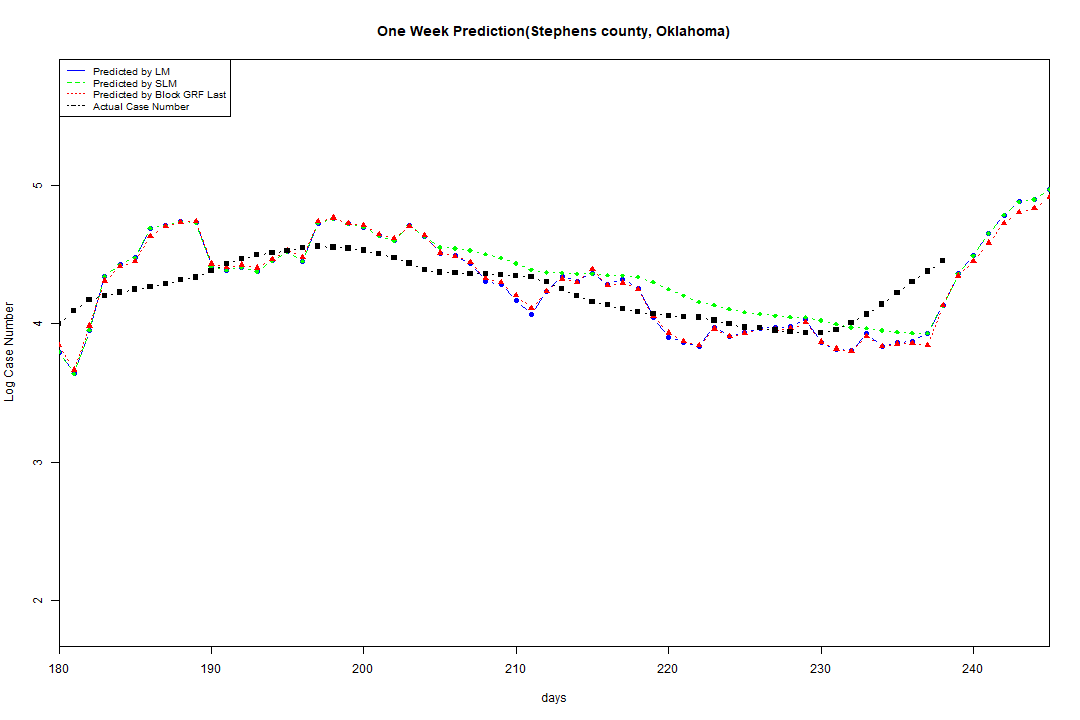 One Week Prediction(Stephens county, Oklahoma)
Predicted by LM
Predicted by SLM
Predicted by Block GRF Last
Actual Case Number
5
4
3
2
Log Case Number
180 190 200 210 220 230 240
days